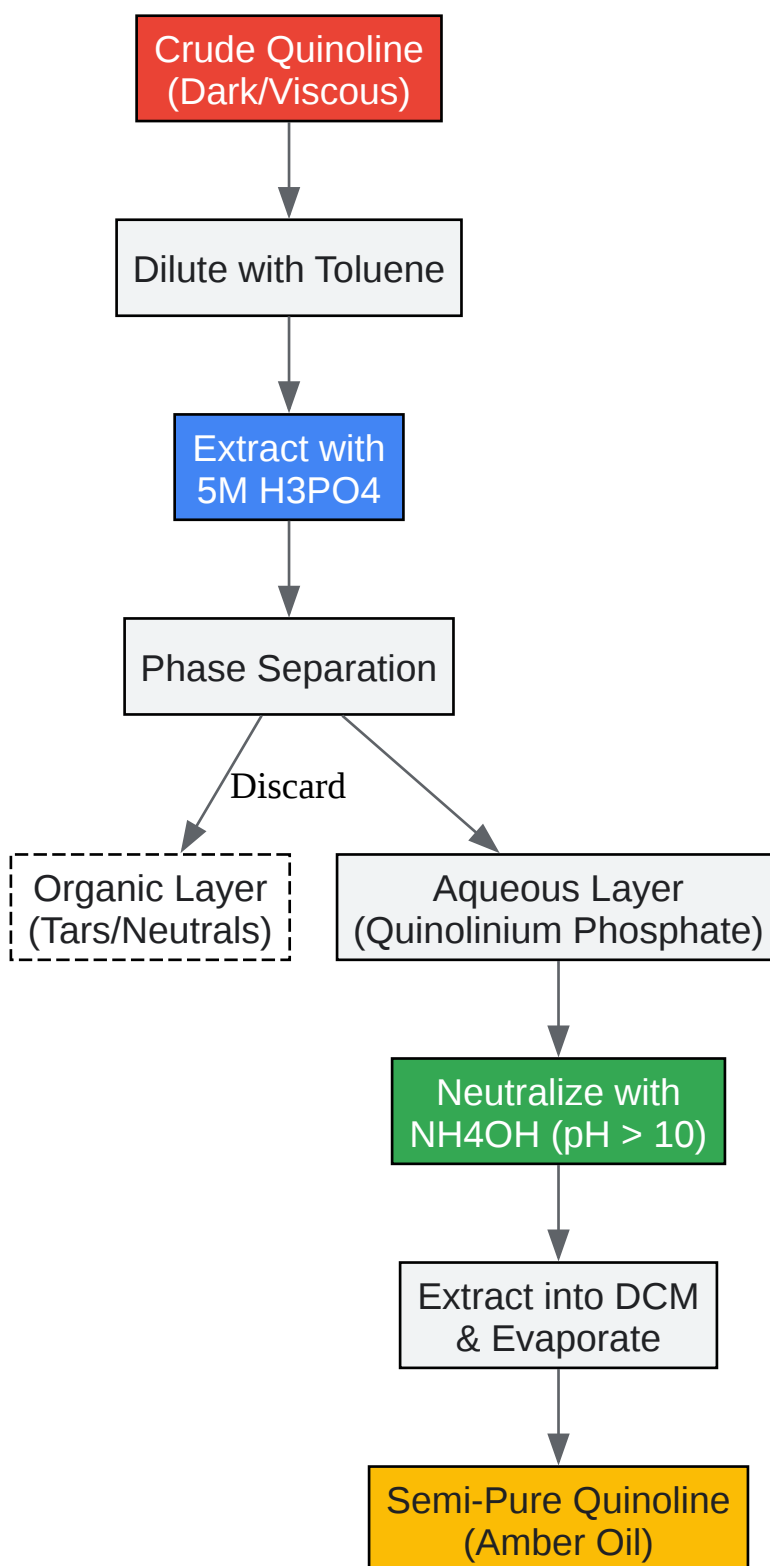 Crude Quinoline
(Dark/Viscous)
Dilute with Toluene
Extract with
5M H3PO4
Phase Separation
Discard
Organic Layer
(Tars/Neutrals)
Aqueous Layer
(Quinolinium Phosphate)
Neutralize with
NH4OH (pH > 10)
Extract into DCM
& Evaporate
Semi-Pure Quinoline
(Amber Oil)